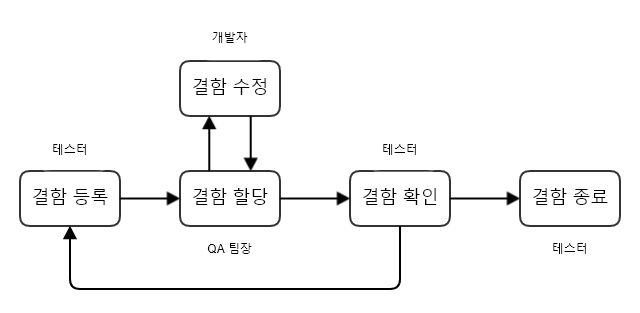 개발자
결함 수정
테스터
테스터
결함 등록
결함 할당
결함 확인
결함 종료
QA 팀장
테스터